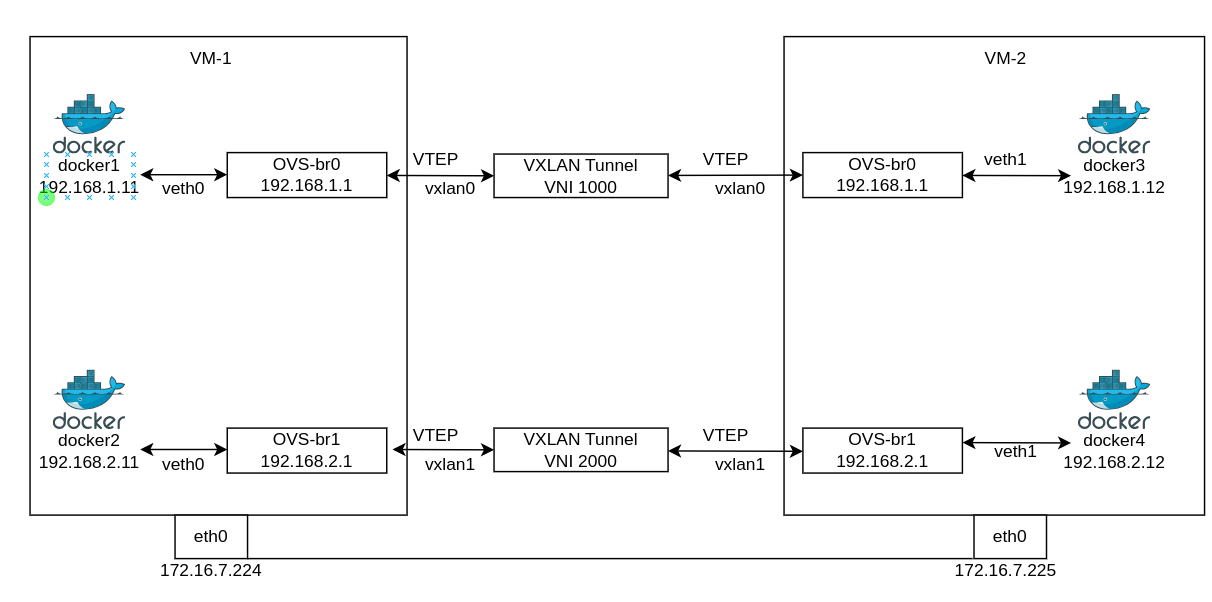 VM-1
VM-2
docker
docker1
192.168.1.11
veth0
OVS-br0
192.168.1.1
VTEP
vxlan0
VXLAN Tunnel
VNI 1000
VTEP
vxlan0
OVS-br0
192.168.1.1
veth1
docker
docker3
192.168.1.12
docker
docker2
192.168.2.11
veth0
OVS-br1
192.168.2.1
VTEP
vxlan1
VXLAN Tunnel
VNI 2000
VTEP
vxlan1
OVS-br1
192.168.2.1
veth1
docker
docker4
192.168.2.12
eth0
172.16.7.224
eth0
172.16.7.225